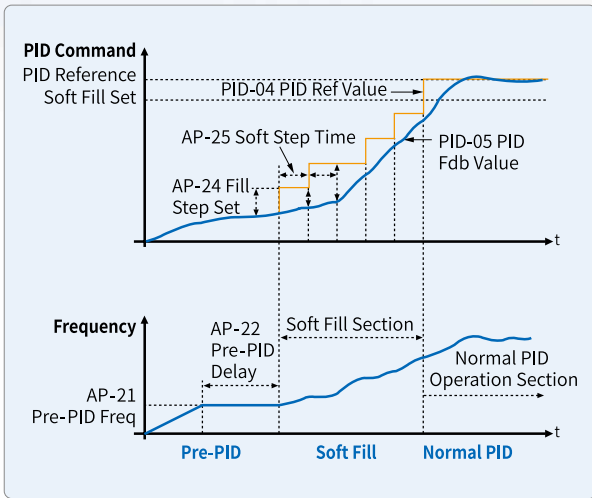 PID Command
PID Reference
Soft Fill Set
PID-04 PID Ref Value
AP-25 Soft Step Time
PID-05 PID
Fdb Value
AP-24 Fill
Step Set
t
Frequency
AP-22
Pre-PID
Delay
Soft Fill Section
Normal PID
Operation Section
AP-21
Pre-PID Freq
t
Pre-PID
Soft Fill
Normal PID